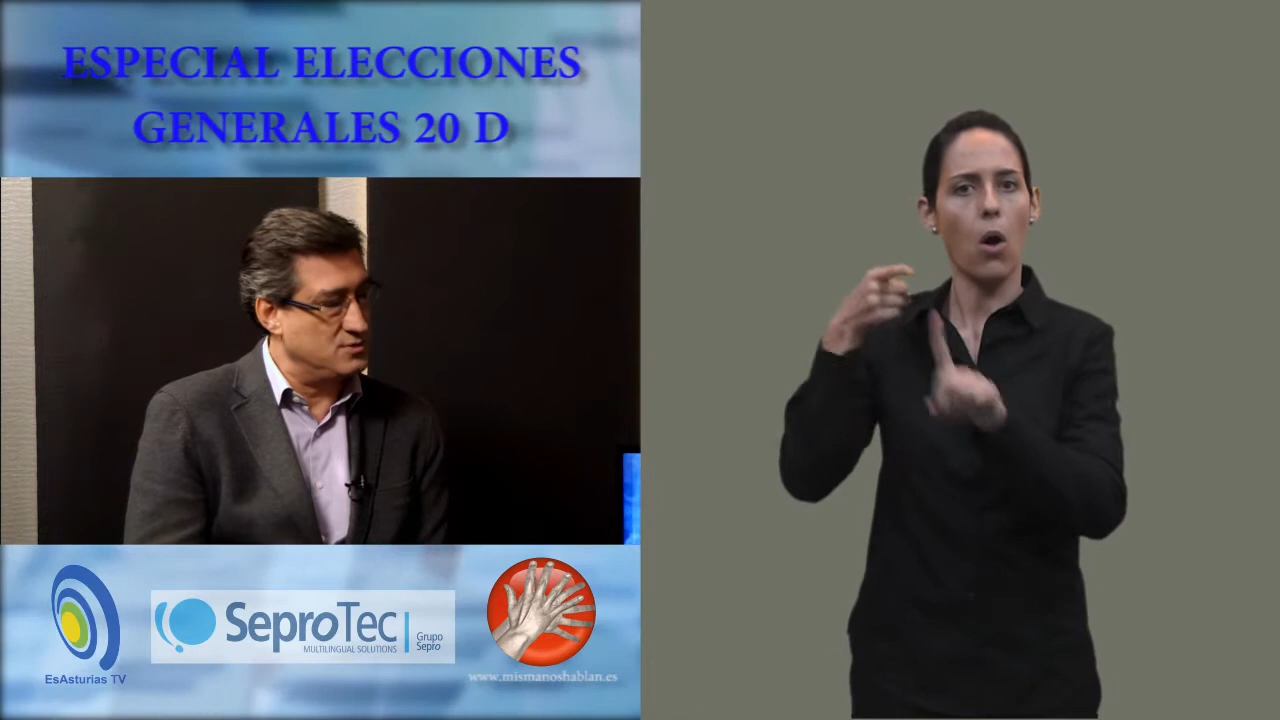 ESPECIAL ELECCIONES
GENERALES 20 D
EsAsturias TV
SeproTec
MULTILINGUAL SOLUTIONS
Grupo
Sepro
www.mismanoshablan.es